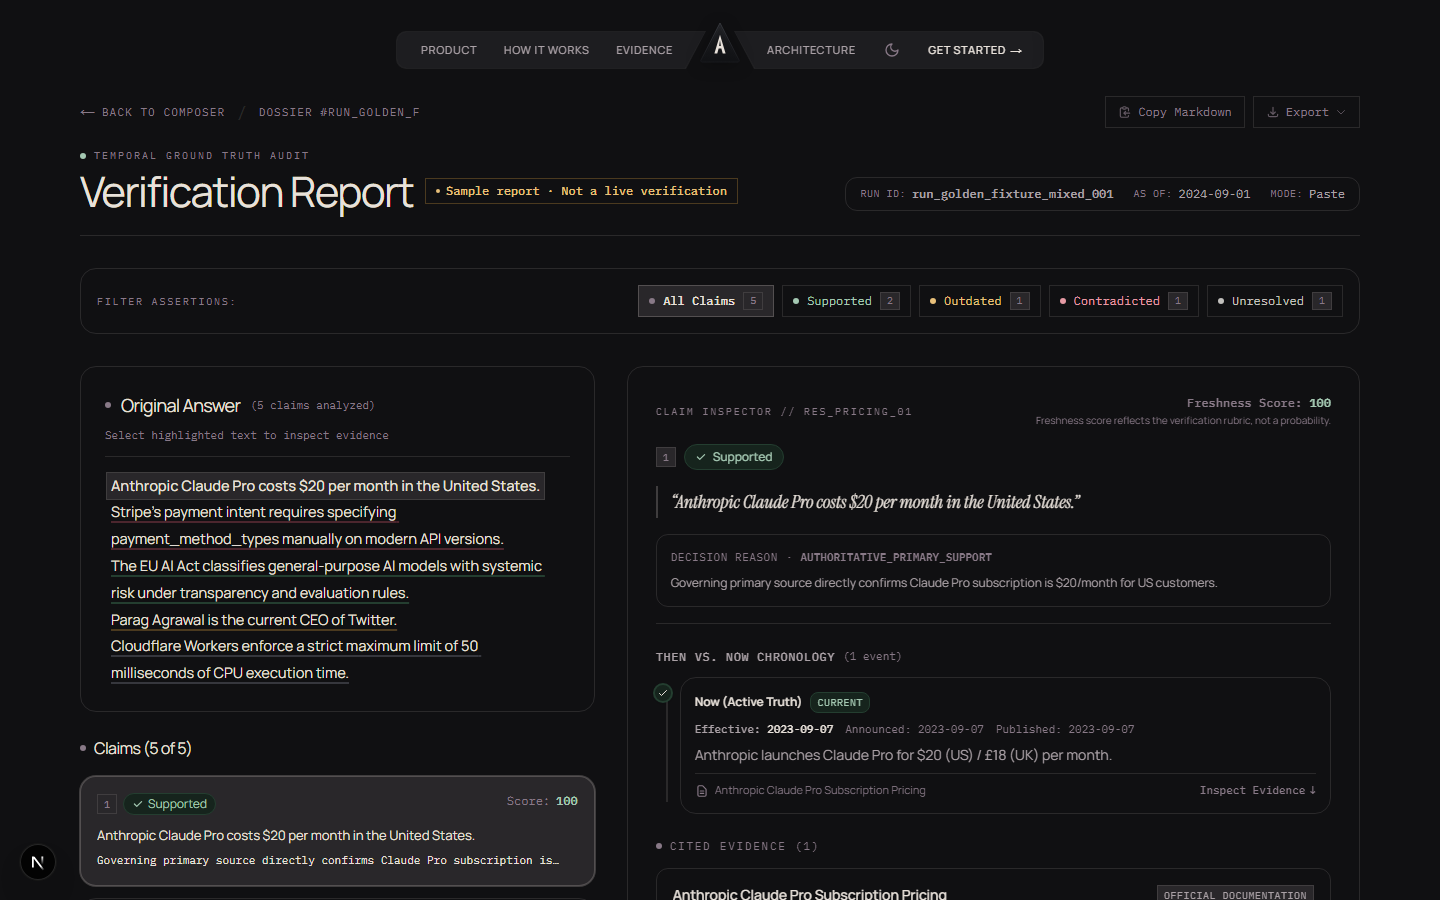 PRODUCT HOW IT WORKS EVIDENCE A ARCHITECTURE GET STARTED →
← BACK TO COMPOSER / DOSSIER #RUN_GOLDEN_F
Copy Markdown Export
TEMPORAL GROUND TRUTH AUDIT
Verification Report • Sample report · Not a live verification
RUN ID: run_golden_fixture_mixed_001 AS OF: 2024-09-01 MODE: Paste
FILTER ASSERTIONS:
All Claims 5 Supported 2 Outdated 1 Contradicted 1 Unresolved 1
Original Answer (5 claims analyzed)
Select highlighted text to inspect evidence
Anthropic Claude Pro costs $20 per month in the United States.
Stripe's payment intent requires specifying
payment_method_types manually on modern API versions.
The EU AI Act classifies general-purpose AI models with systemic
risk under transparency and evaluation rules.
Parag Agrawal is the current CEO of Twitter.
Cloudflare Workers enforce a strict maximum limit of 50
milliseconds of CPU execution time.
Claims (5 of 5)
1 Supported Score: 100
Anthropic Claude Pro costs $20 per month in the United States.
Governing primary source directly confirms Claude Pro subscription is…
N
CLAIM INSPECTOR // RES_PRICING_01
Freshness Score: 100
Freshness score reflects the verification rubric, not a probability.
1 Supported
“Anthropic Claude Pro costs $20 per month in the United States.”
DECISION REASON · AUTHORITATIVE_PRIMARY_SUPPORT
Governing primary source directly confirms Claude Pro subscription is $20/month for US customers.
THEN VS. NOW CHRONOLOGY (1 event)
Now (Active Truth) CURRENT
Effective: 2023-09-07 Announced: 2023-09-07 Published: 2023-09-07
Anthropic launches Claude Pro for $20 (US) / £18 (UK) per month.
Anthropic Claude Pro Subscription Pricing Inspect Evidence ↓
CITED EVIDENCE (1)
Anthropic Claude Pro Subscription Pricing OFFICIAL DOCUMENTATION